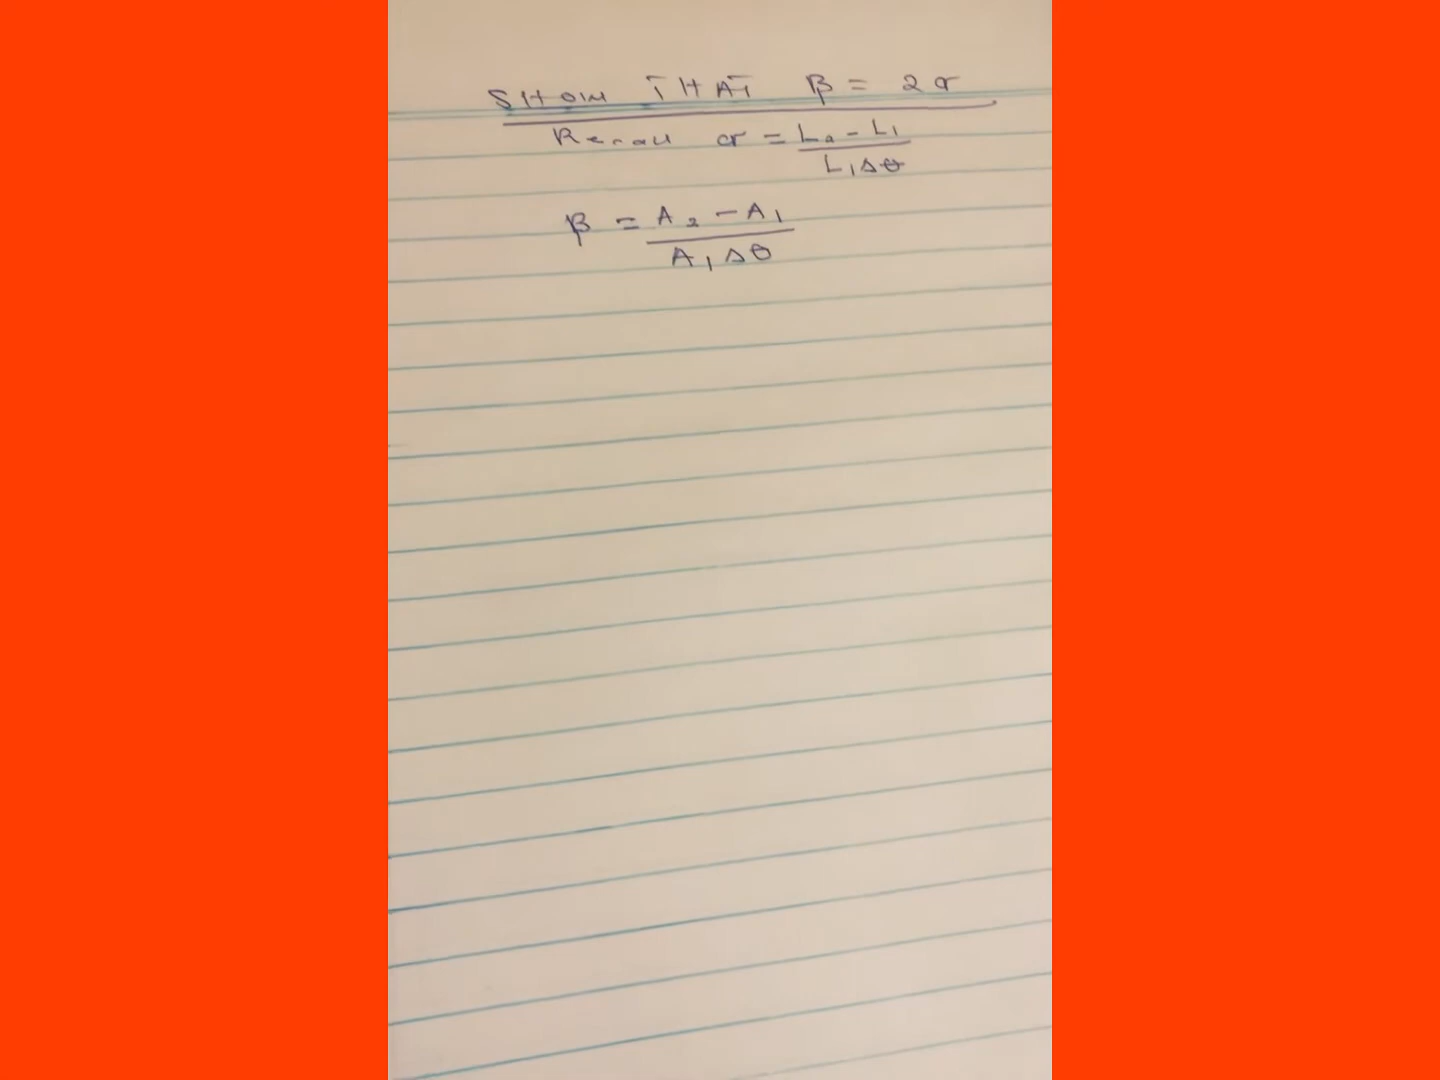 SHOW THAT β = 2α
Recall α = L₂ - L₁ / L₁Δθ
β = A₂ - A₁ / A₁Δθ